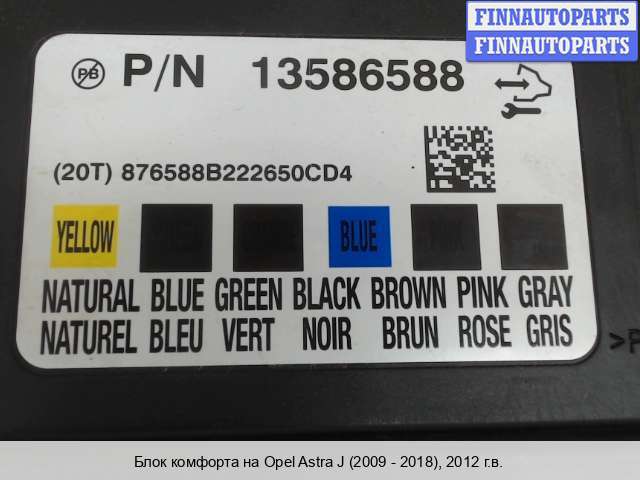 FINNAUTOPARTS
FINNAUTOPARTS
PB P/N 13586588
(20T) 876588B222650CD4
YELLOW BLUE
NATURAL BLUE GREEN BLACK BROWN PINK GRAY
NATUREL BLEU VERT NOIR BRUN ROSE GRIS
>P
Блок комфорта на Opel Astra J (2009 - 2018), 2012 г.в.